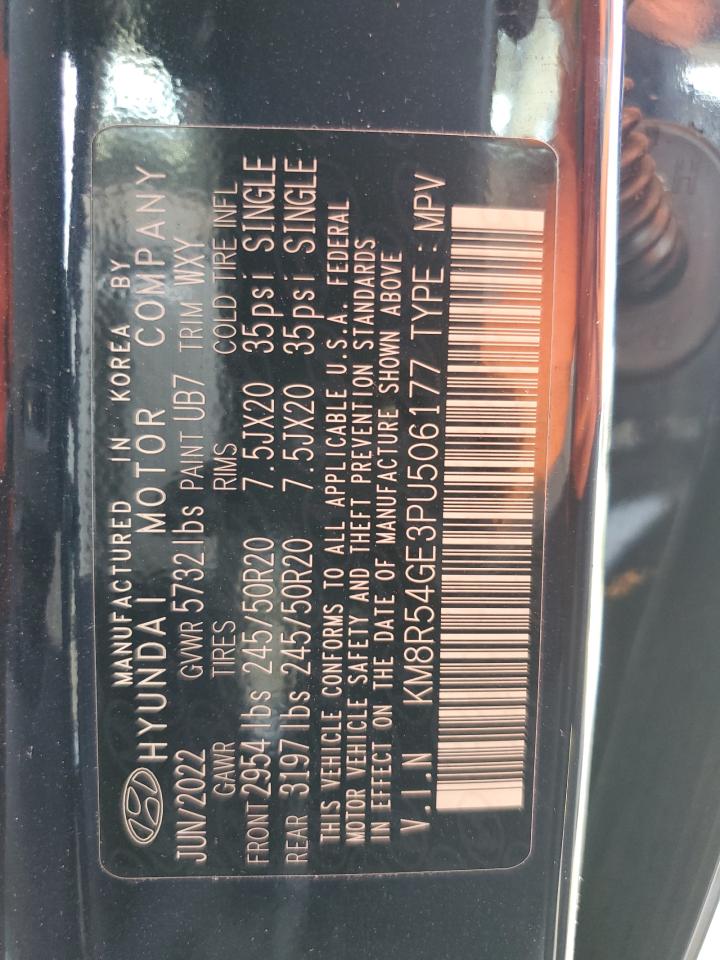 MANUFACTURED IN KOREA BY
HYUNDAI MOTOR COMPANY
JUN/2022 GVWR 5732 lbs PAINT UB7 TRIM WXY
GAWR TIRES RIMS COLD TIRE INFL
FRONT 2954 lbs 245/50R20 7.5JX20 35psi SINGLE
REAR 3197 lbs 245/50R20 7.5JX20 35psi SINGLE
THIS VEHICLE CONFORMS TO ALL APPLICABLE U.S.A. FEDERAL
MOTOR VEHICLE SAFETY AND THEFT PREVENTION STANDARDS
IN EFFECT ON THE DATE OF MANUFACTURE SHOWN ABOVE
V.I.N KM8R54GE3PU506177 TYPE : MPV